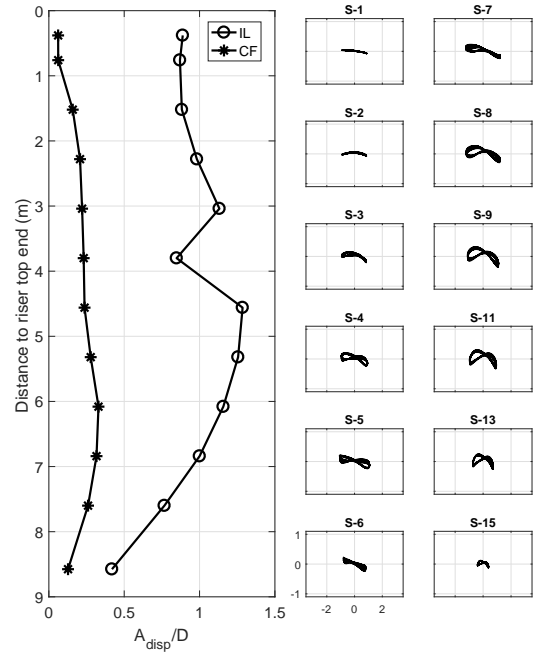 Distance to riser top end (m)
0
1
2
3
4
5
6
7
8
9
0
0.5
1
1.5
A_disp/D
IL
CF
S-1
S-7
S-2
S-8
S-3
S-9
S-4
S-11
S-5
S-13
S-6
S-15
1
0
-1
-2
0
2